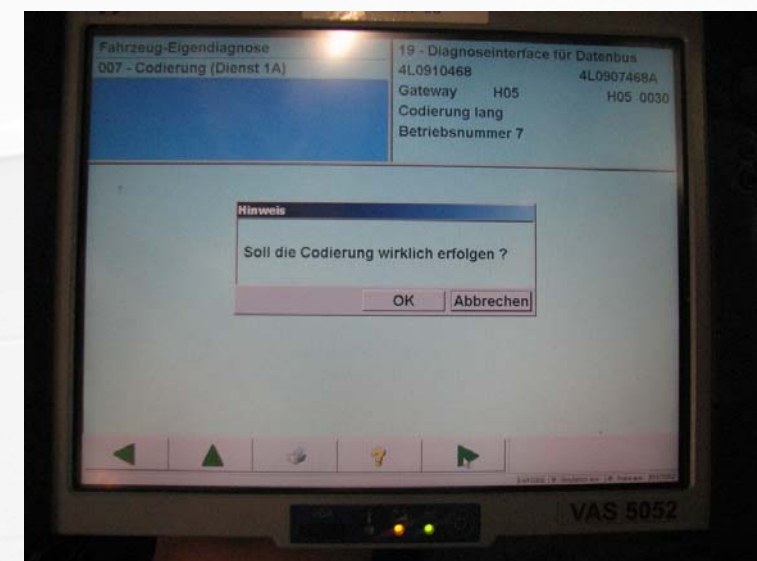 Fahrzeug-Eigendiagnose
007 - Codierung (Dienst 1A)
19 - Diagnoseinterface für Datenbus
4L0910468 4L0907468A
Gateway H05 H05 0030
Codierung lang
Betriebsnummer 7
Hinweis
Soll die Codierung wirklich erfolgen ?
OK Abbrechen
VAS 5052